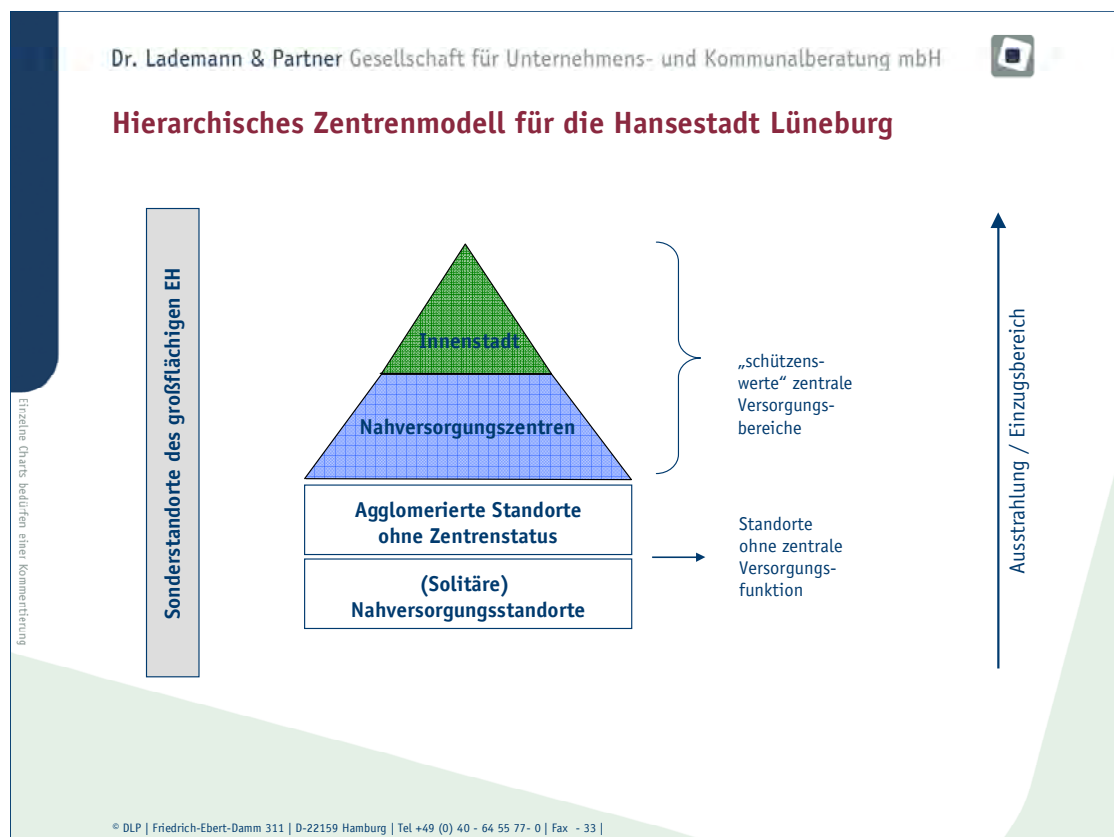 Dr. Lademann & Partner Gesellschaft für Unternehmens- und Kommunalberatung mbH
Hierarchisches Zentrenmodell für die Hansestadt Lüneburg
Sonderstandorte des großflächigen EH
Innenstadt
Nahversorgungszentren
Agglomerierte Standorte
ohne Zentrenstatus
(Solitäre)
Nahversorgungsstandorte
„schützens-
werte“ zentrale
Versorgungs-
bereiche
Standorte
ohne zentrale
Versorgungs-
funktion
Ausstrahlung / Einzugsbereich
Einzelne Charts bedürfen einer Kommentierung
© DLP | Friedrich-Ebert-Damm 311 | D-22159 Hamburg | Tel +49 (0) 40 - 64 55 77- 0 | Fax - 33 |